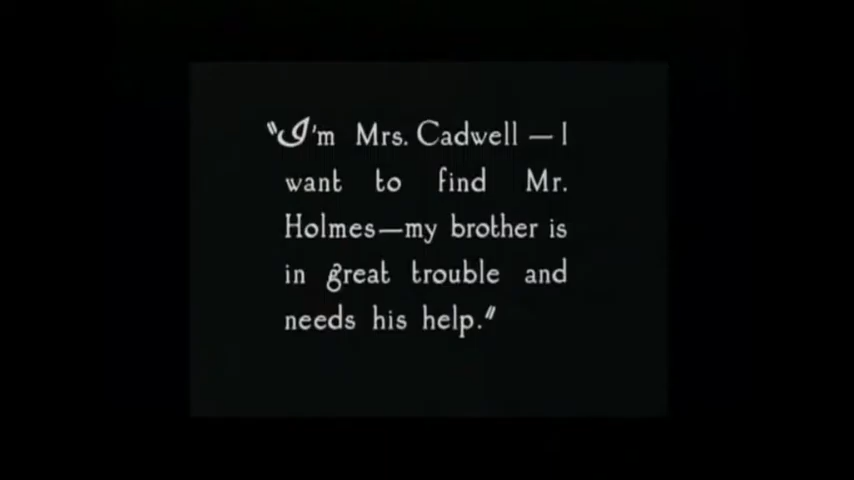 "I'm Mrs. Cadwell — I
want to find Mr.
Holmes—my brother is
in great trouble and
needs his help."